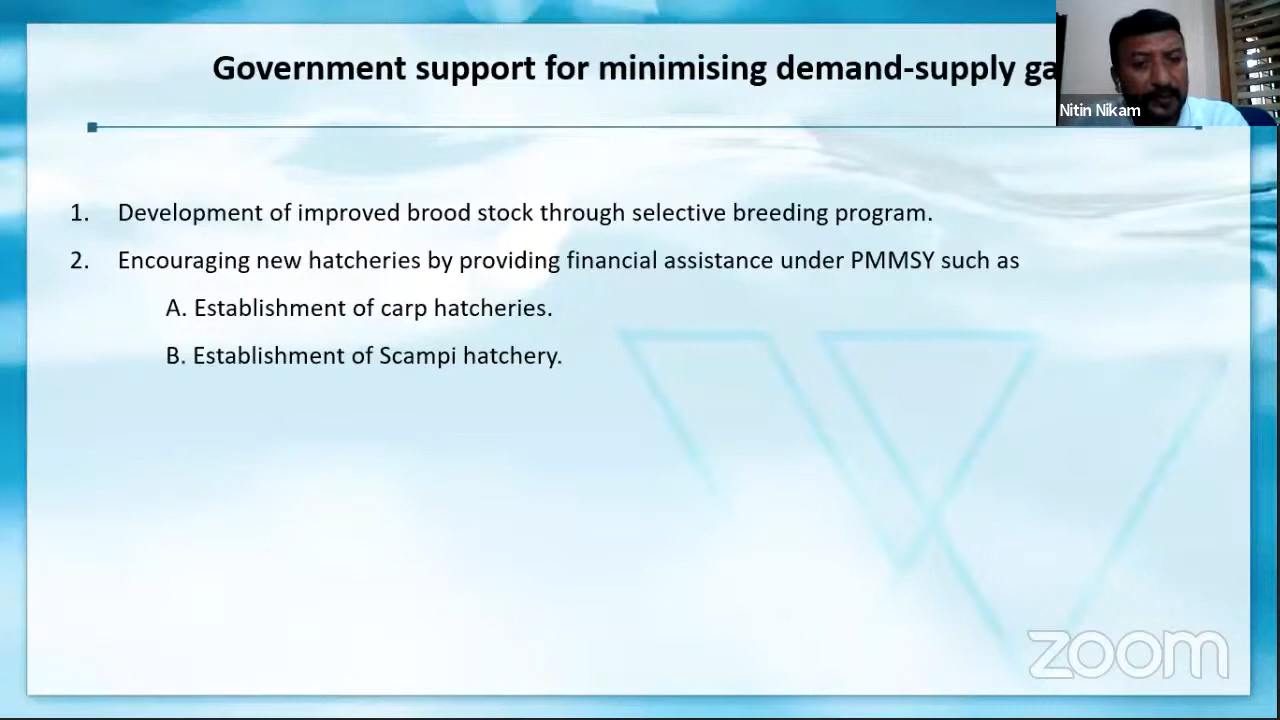 Government support for minimising demand-supply ga
Nitin Nikam
1. Development of improved brood stock through selective breeding program.
2. Encouraging new hatcheries by providing financial assistance under PMMSY such as
A. Establishment of carp hatcheries.
B. Establishment of Scampi hatchery.
zoom